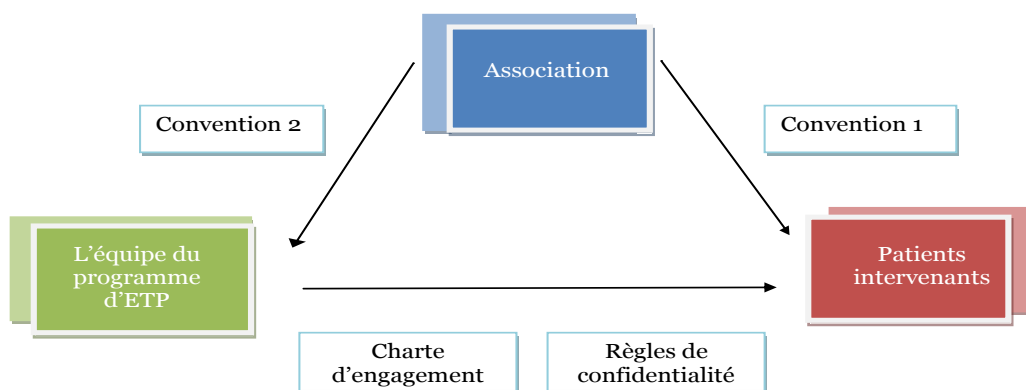 Association
Convention 2
Convention 1
L’équipe du
programme
d’ETP
Patients
intervenants
Charte
d’engagement
Règles de
confidentialité